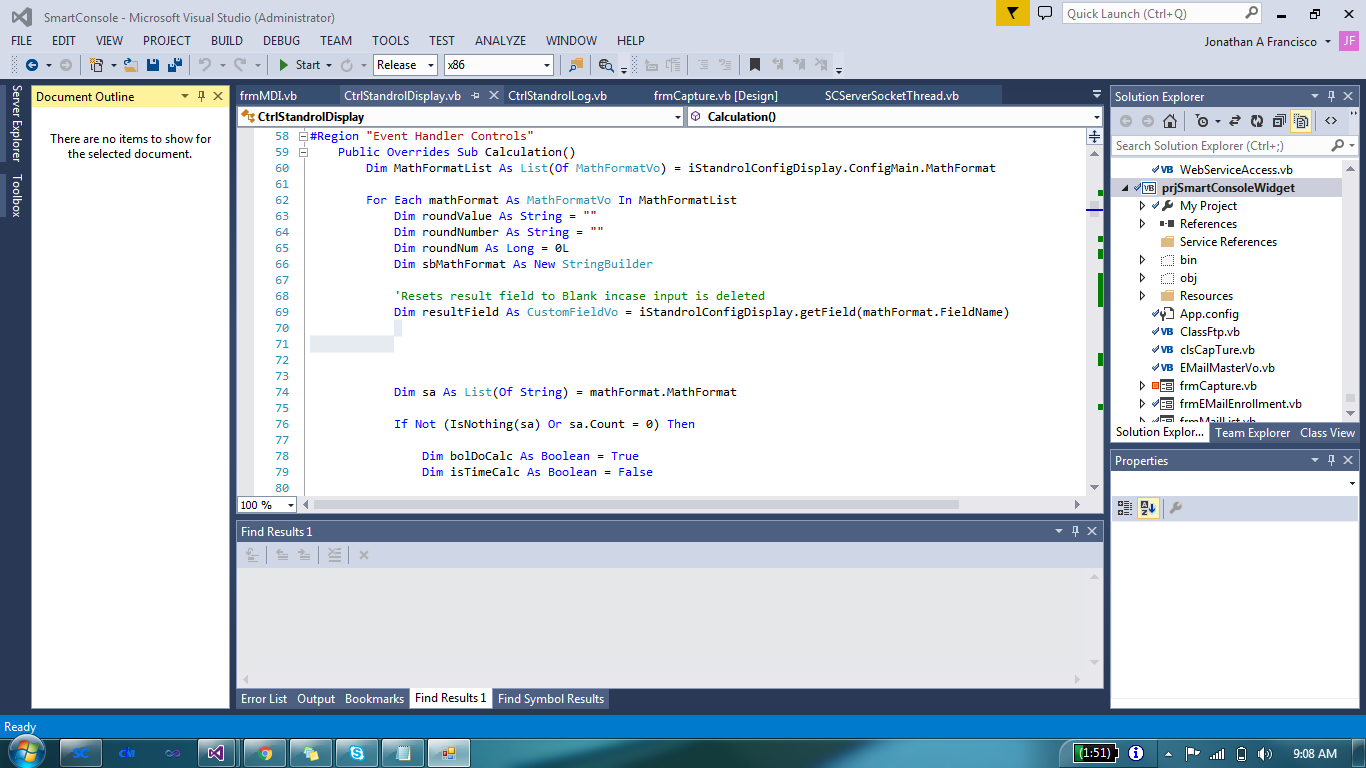 SmartConsole - Microsoft Visual Studio (Administrator)
Quick Launch (Ctrl+Q)
FILE EDIT VIEW PROJECT BUILD DEBUG TEAM TOOLS TEST ANALYZE WINDOW HELP
Jonathan A Francisco
JF
Start
Release
x86
Server Explorer
Toolbox
Document Outline
There are no items to show for
the selected document.
frmMDI.vb CtrlStandrolDisplay.vb CtrlStandrolLog.vb frmCapture.vb [Design] SCServerSocketThread.vb
CtrlStandrolDisplay
Calculation()
58 #Region "Event Handler Controls"
59 Public Overrides Sub Calculation()
60 Dim MathFormatList As List(Of MathFormatVo) = iStandrolConfigDisplay.ConfigMain.MathFormat
61
62 For Each mathFormat As MathFormatVo In MathFormatList
63 Dim roundValue As String = ""
64 Dim roundNumber As String = ""
65 Dim roundNum As Long = 0L
66 Dim sbMathFormat As New StringBuilder
67
68 'Resets result field to Blank incase input is deleted
69 Dim resultField As CustomFieldVo = iStandrolConfigDisplay.getField(mathFormat.FieldName)
70
71
72
73
74 Dim sa As List(Of String) = mathFormat.MathFormat
75
76 If Not (IsNothing(sa) Or sa.Count = 0) Then
77
78 Dim bolDoCalc As Boolean = True
79 Dim isTimeCalc As Boolean = False
80
100 %
Find Results 1
Error List Output Bookmarks Find Results 1 Find Symbol Results
Solution Explorer
Search Solution Explorer (Ctrl+;)
VB WebServiceAccess.vb
VB prjSmartConsoleWidget
My Project
References
Service References
bin
obj
Resources
App.config
VB ClassFtp.vb
VB clsCapTure.vb
VB EMailMasterVo.vb
frmCapture.vb
frmEMailEnrollment.vb
frmMailList.vb
Solution Explor... Team Explorer Class View
Properties
Ready
SC
CM
(1:51)
9:08 AM